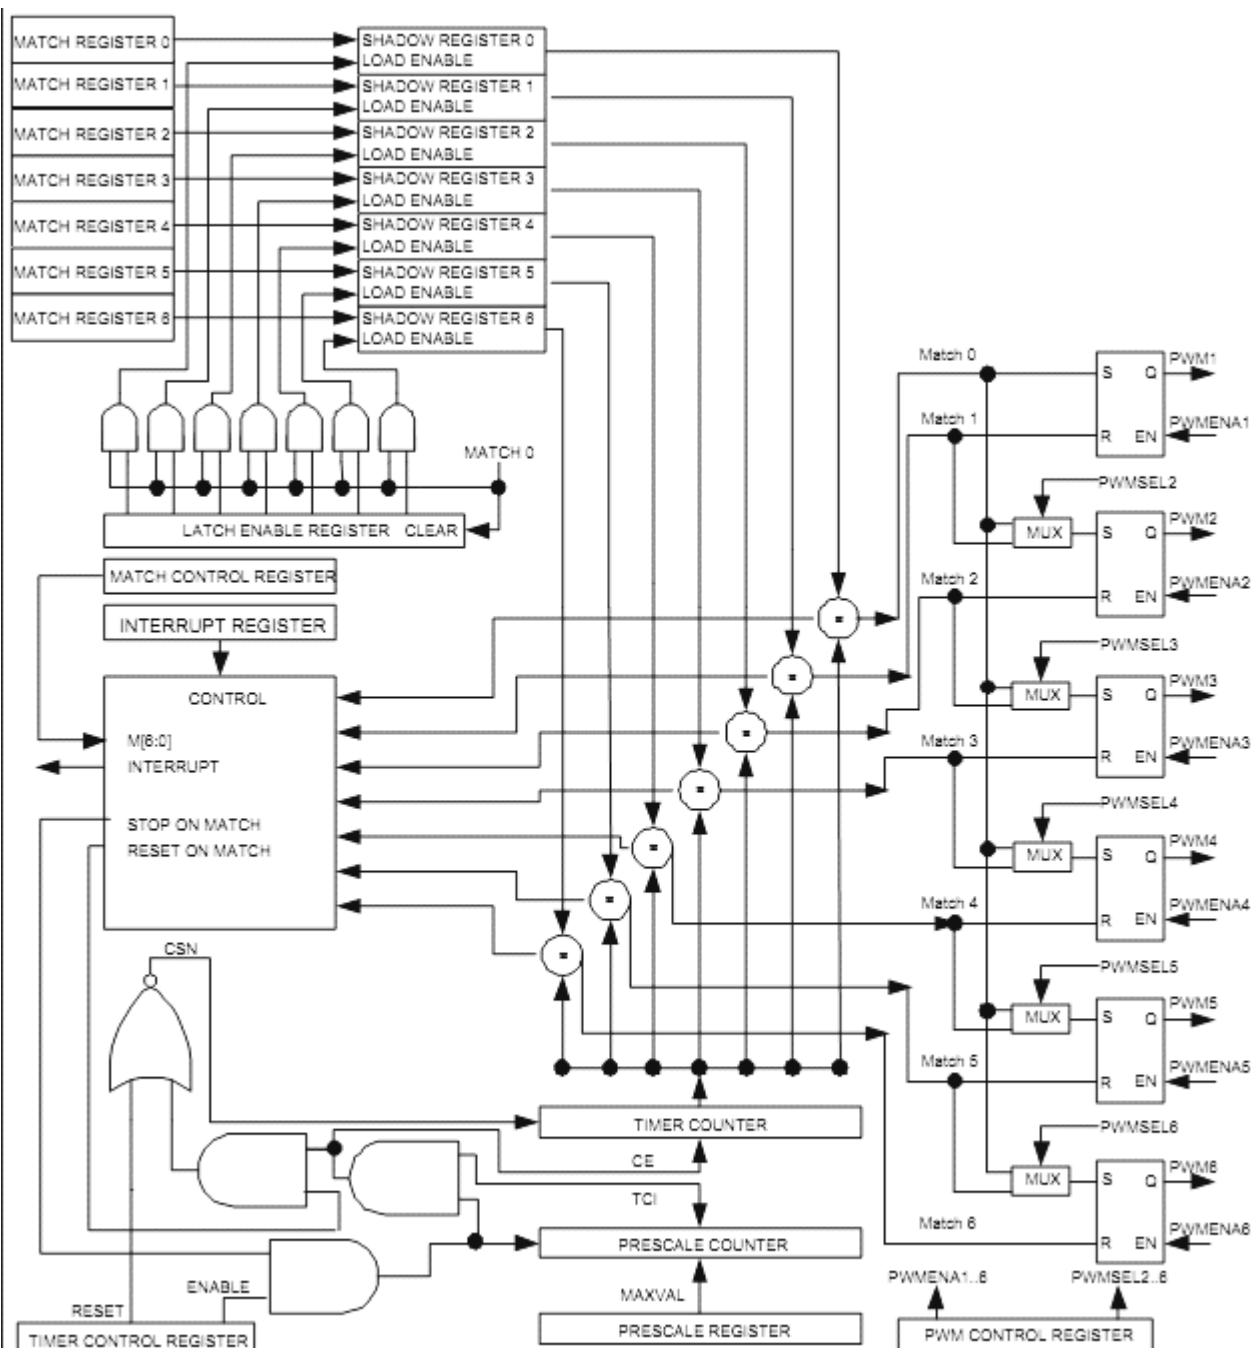 MATCH REGISTER 0
MATCH REGISTER 1
MATCH REGISTER 2
MATCH REGISTER 3
MATCH REGISTER 4
MATCH REGISTER 5
MATCH REGISTER 6
SHADOW REGISTER 0
LOAD ENABLE
SHADOW REGISTER 1
LOAD ENABLE
SHADOW REGISTER 2
LOAD ENABLE
SHADOW REGISTER 3
LOAD ENABLE
SHADOW REGISTER 4
LOAD ENABLE
SHADOW REGISTER 5
LOAD ENABLE
SHADOW REGISTER 6
LOAD ENABLE
MATCH 0
LATCH ENABLE REGISTER CLEAR
MATCH CONTROL REGISTER
INTERRUPT REGISTER
CONTROL
M[6:0]
INTERRUPT
STOP ON MATCH
RESET ON MATCH
CSN
=
=
=
=
=
=
=
Match 0
S Q
PWM1
Match 1
R EN
PWMENA1
PWMSEL2
MUX
S Q
PWM2
Match 2
R EN
PWMENA2
PWMSEL3
MUX
S Q
PWM3
Match 3
R EN
PWMENA3
PWMSEL4
MUX
S Q
PWM4
Match 4
R EN
PWMENA4
PWMSEL5
MUX
S Q
PWM5
Match 5
R EN
PWMENA5
PWMSEL6
MUX
S Q
PWM6
Match 6
R EN
PWMENA6
TIMER COUNTER
CE
TCI
PRESCALE COUNTER
MAXVAL
PRESCALE REGISTER
ENABLE
RESET
TIMER CONTROL REGISTER
PWMENA1..6
PWMSEL2..6
PWM CONTROL REGISTER